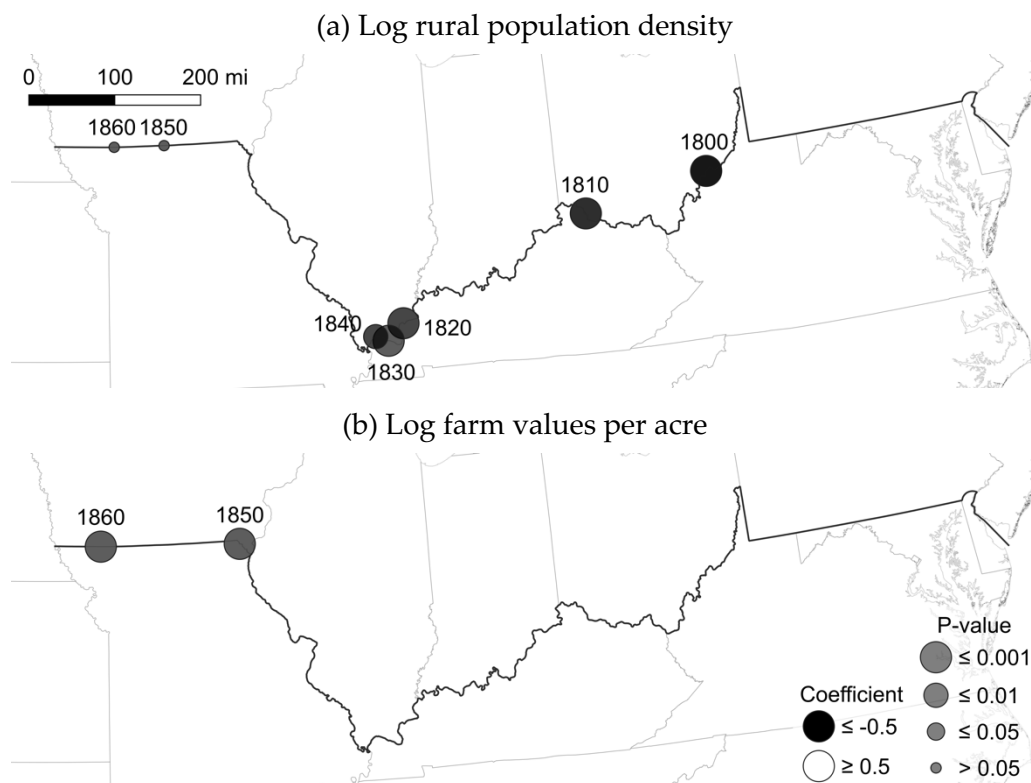 (a) Log rural population density
0 100 200 mi
1860 1850
1800
1810
1840
1820
1830
(b) Log farm values per acre
1860 1850
P-value
≤ 0.001
≤ 0.01
≤ 0.05
> 0.05
Coefficient
≤ -0.5
≥ 0.5